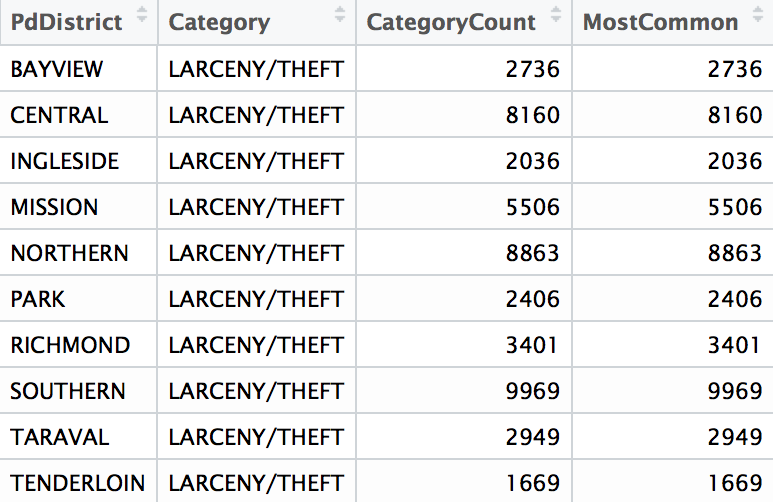 PdDistrict Category CategoryCount MostCommon
BAYVIEW LARCENY/THEFT 2736 2736
CENTRAL LARCENY/THEFT 8160 8160
INGLESIDE LARCENY/THEFT 2036 2036
MISSION LARCENY/THEFT 5506 5506
NORTHERN LARCENY/THEFT 8863 8863
PARK LARCENY/THEFT 2406 2406
RICHMOND LARCENY/THEFT 3401 3401
SOUTHERN LARCENY/THEFT 9969 9969
TARAVAL LARCENY/THEFT 2949 2949
TENDERLOIN LARCENY/THEFT 1669 1669